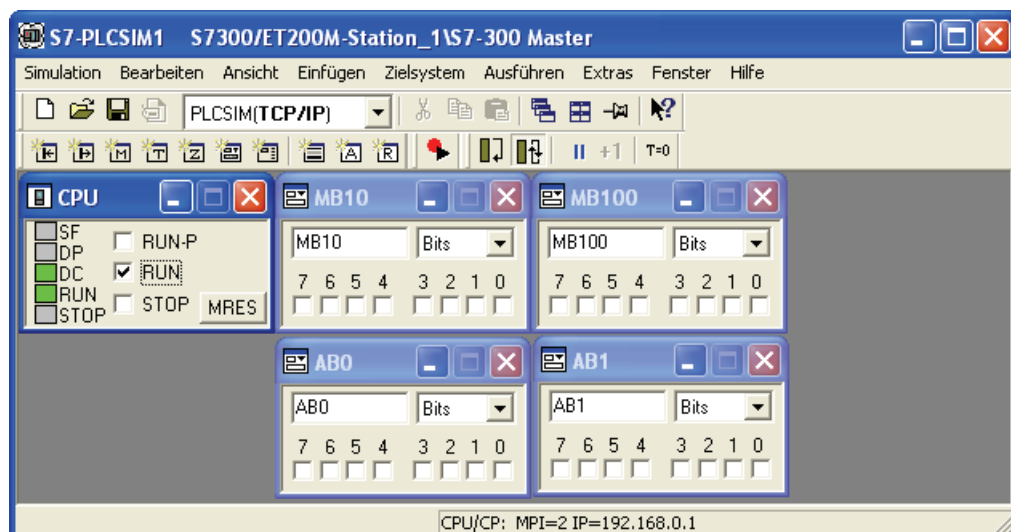 S7-PLCSIM1 S7300/ET200M-Station_1\S7-300 Master
Simulation Bearbeiten Ansicht Einfügen Zielsystem Ausführen Extras Fenster Hilfe
PLCSIM(TCP/IP)
+1 T=0
CPU
SF
DP
DC
RUN
STOP
RUN-P
RUN
STOP
MRES
MB10
MB10 Bits
7 6 5 4 3 2 1 0
MB100
MB100 Bits
7 6 5 4 3 2 1 0
AB0
AB0 Bits
7 6 5 4 3 2 1 0
AB1
AB1 Bits
7 6 5 4 3 2 1 0
CPU/CP: MPI=2 IP=192.168.0.1